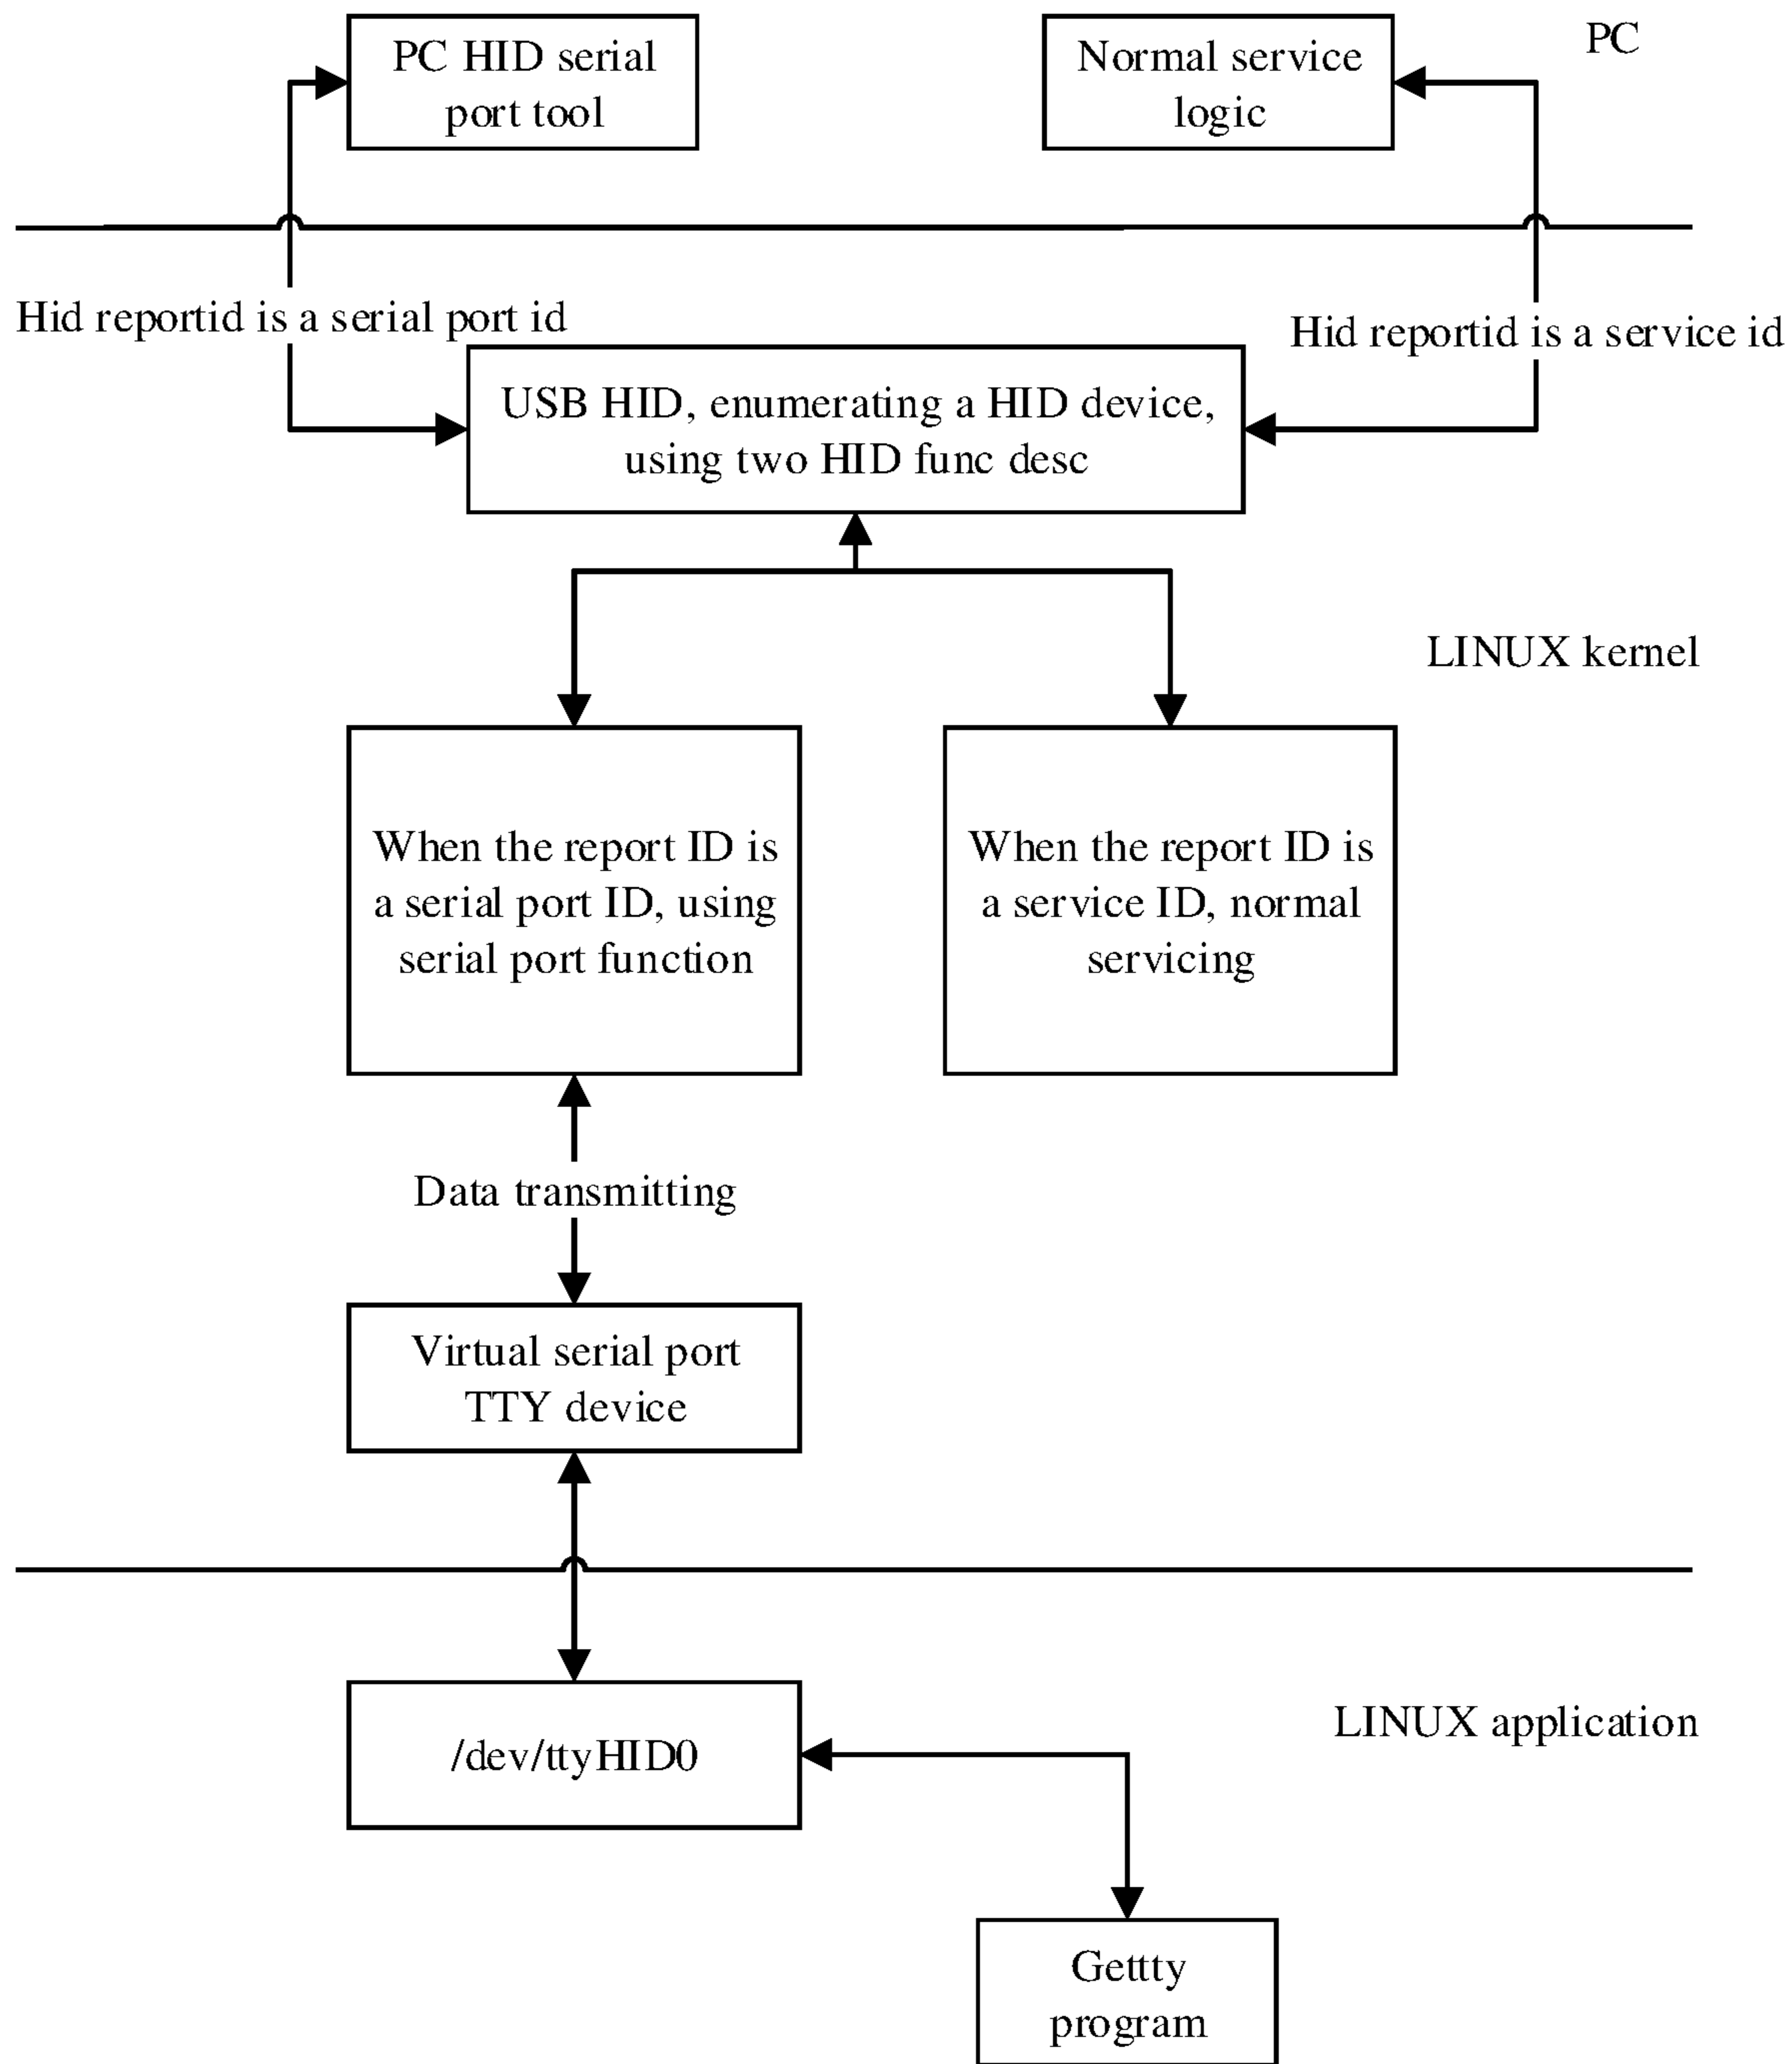 PC HID serial
port tool
Normal service
logic
PC
Hid reportid is a serial port id
Hid reportid is a service id
USB HID, enumerating a HID device,
using two HID func desc
LINUX kernel
When the report ID is
a serial port ID, using
serial port function
When the report ID is
a service ID, normal
servicing
Data transmitting
Virtual serial port
TTY device
/dev/ttyHID0
LINUX application
Gettty
program